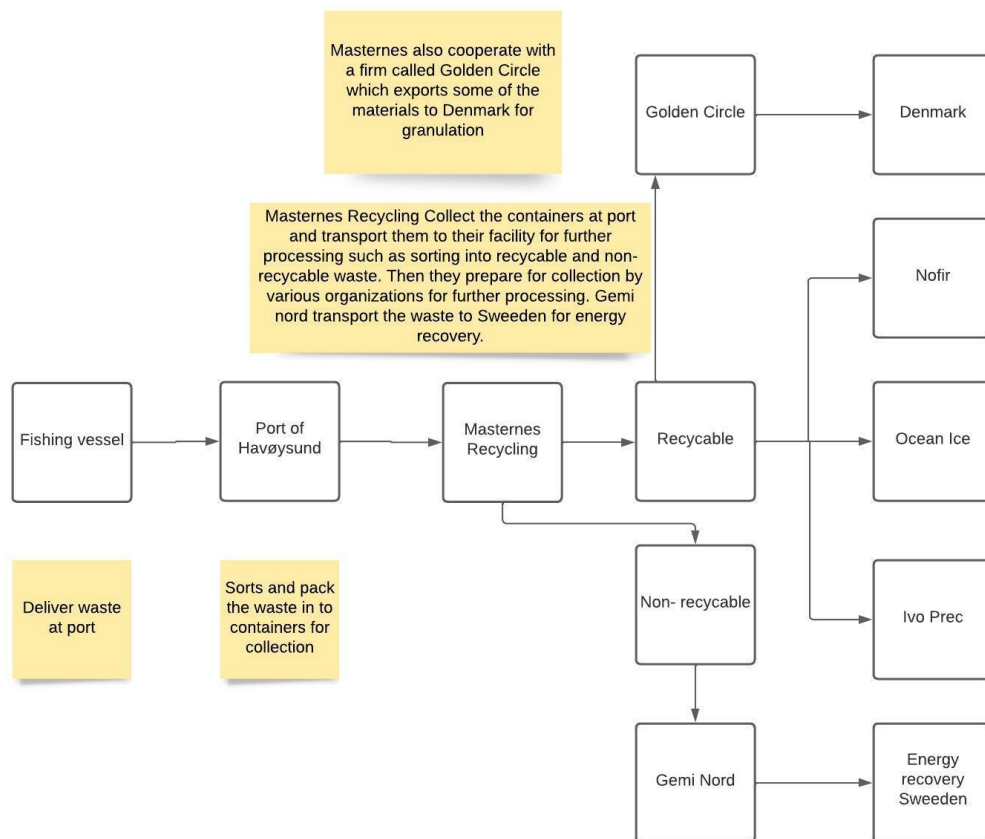 Masternes also cooperate with
a firm called Golden Circle
which exports some of the
materials to Denmark for
granulation
Golden Circle
Denmark
Masternes Recycling Collect the containers at port
and transport them to their facility for further
processing such as sorting into recyable and non-
recyable waste. Then they prepare for collection by
various organizations for further processing. Gemi
nord transport the waste to Sweeden for energy
recovery.
Nofir
Fishing vessel
Port of
Havøysund
Masternes
Recycling
Recycable
Ocean Ice
Deliver waste
at port
Sorts and pack
the waste in to
containers for
collection
Non- recycable
Ivo Prec
Gemi Nord
Energy
recovery
Sweeden